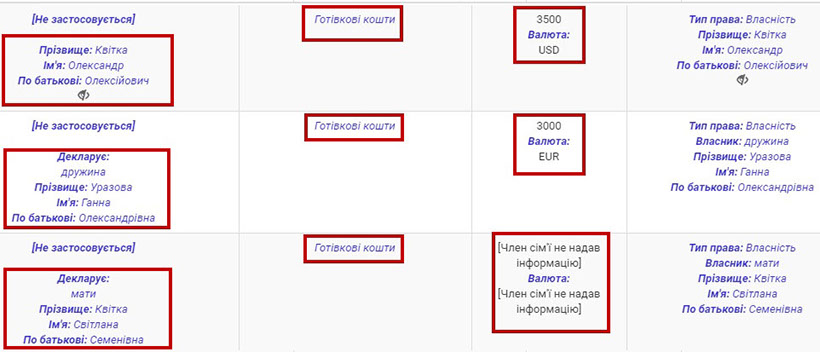 [Не застосовується]
Прізвище: Квітка
Ім'я: Олександр
По батькові: Олексійович
Готівкові кошти
3500
Валюта:
USD
Тип права: Власність
Прізвище: Квітка
Ім'я: Олександр
По батькові: Олексійович
[Не застосовується]
Декларує:
дружина
Прізвище: Уразова
Ім'я: Ганна
По батькові: Олександрівна
Готівкові кошти
3000
Валюта:
EUR
Тип права: Власність
Власник: дружина
Прізвище: Уразова
Ім'я: Ганна
По батькові: Олександрівна
[Не застосовується]
Декларує:
мати
Прізвище: Квітка
Ім'я: Світлана
По батькові: Семенівна
Готівкові кошти
[Член сім'ї не надав
інформацію]
Валюта:
[Член сім'ї не надав
інформацію]
Тип права: Власність
Власник: мати
Прізвище: Квітка
Ім'я: Світлана
По батькові: Семенівна